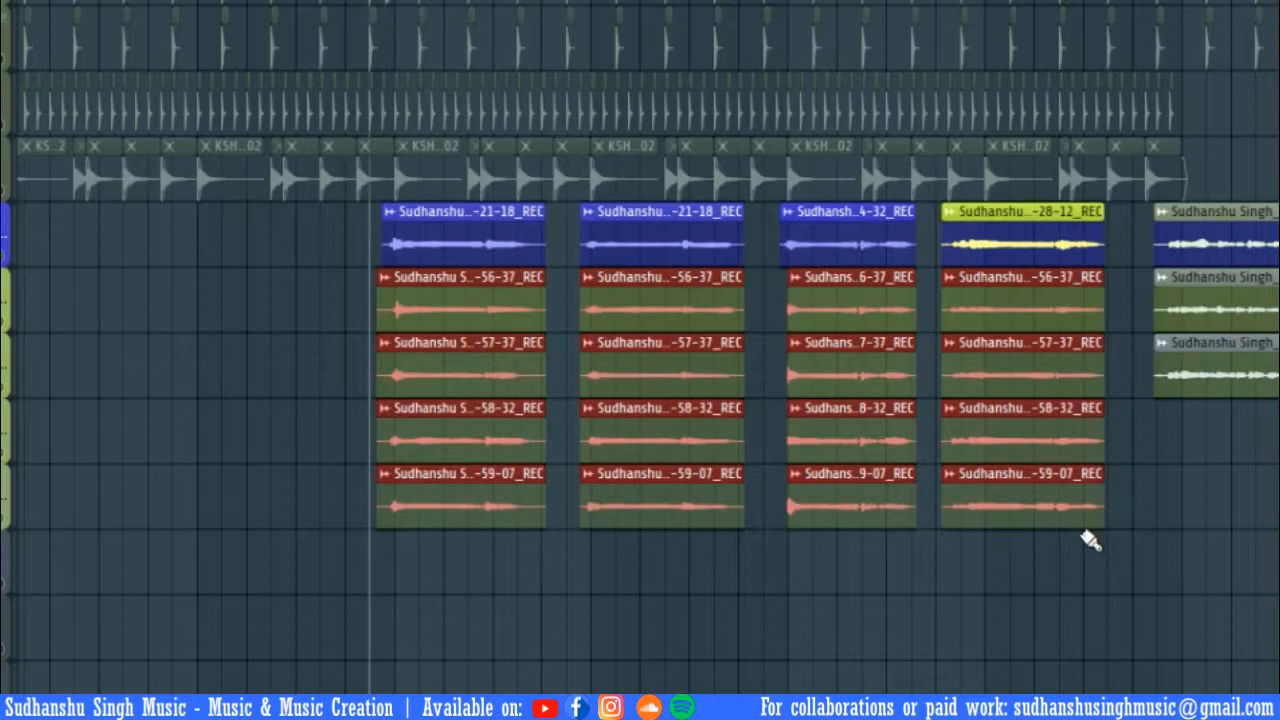 KS..2 KSH..02 KSH..02 KSH..02 KSH..02 KSH..02
Sudhanshu..-21-18_REC Sudhanshu..-21-18_REC Sudhansh..4-32_REC Sudhanshu..-28-12_REC Sudhanshu Singh_
Sudhanshu S..-56-37_REC Sudhanshu..-56-37_REC Sudhans..6-37_REC Sudhanshu..-56-37_REC Sudhanshu Singh_
Sudhanshu S..-57-37_REC Sudhanshu..-57-37_REC Sudhans..7-37_REC Sudhanshu..-57-37_REC Sudhanshu Singh_
Sudhanshu S..-58-32_REC Sudhanshu..-58-32_REC Sudhans..8-32_REC Sudhanshu..-58-32_REC
Sudhanshu S..-59-07_REC Sudhanshu..-59-07_REC Sudhans..9-07_REC Sudhanshu..-59-07_REC
Sudhanshu Singh Music - Music & Music Creation | Available on: For collaborations or paid work: sudhanshusinghmusic@gmail.com